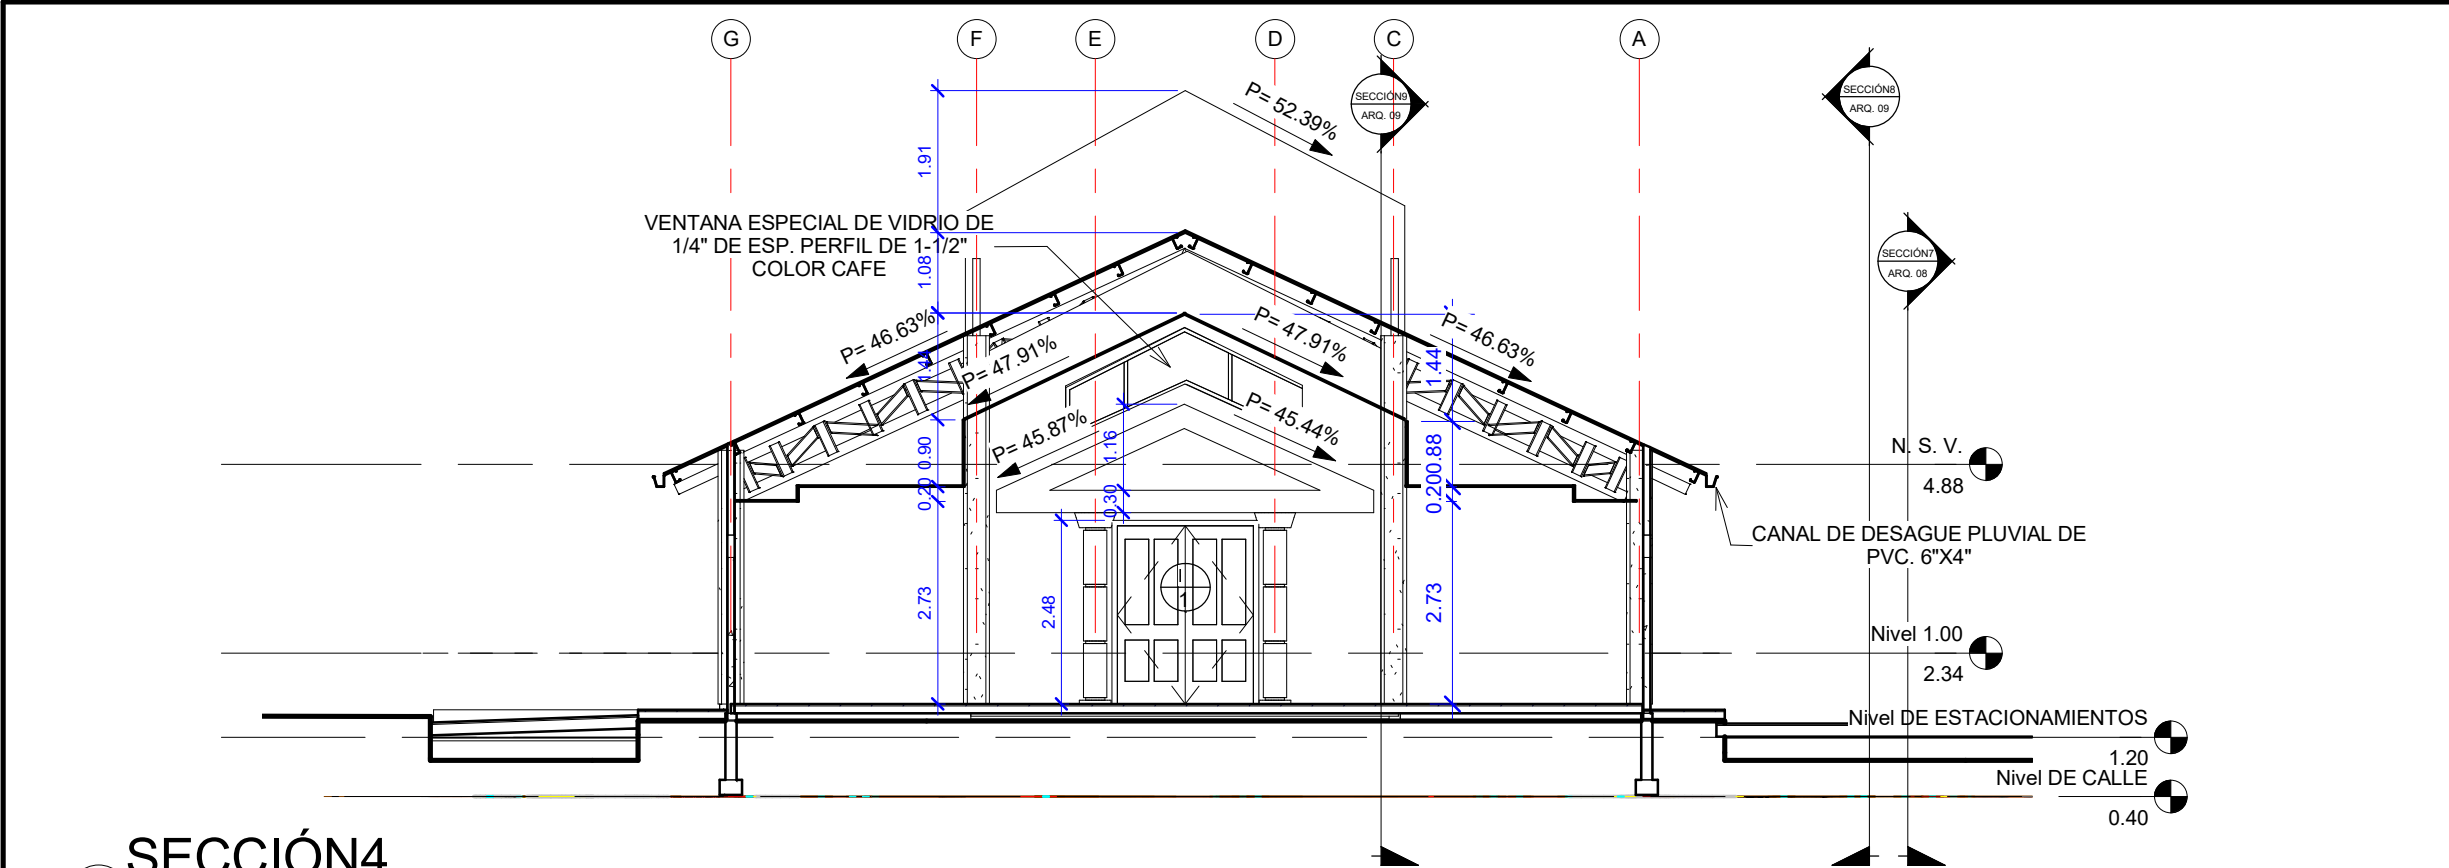 G
F
E
D
C
A
SECCIÓN9
ARQ. 09
SECCIÓN8
ARQ. 09
SECCIÓN7
ARQ. 08
P= 52.39%
1.91
VENTANA ESPECIAL DE VIDRIO DE
1/4" DE ESP. PERFIL DE 1-1/2"
COLOR CAFE
1.08
P= 46.63%
P= 47.91%
P= 47.91%
P= 46.63%
1.44
1.44
P= 45.87%
P= 45.44%
1.16
0.90
0.88
0.20
0.20
0.30
N. S. V.
4.88
CANAL DE DESAGUE PLUVIAL DE
PVC. 6"X4"
2.73
2.48
1
2.73
Nivel 1.00
2.34
Nivel DE ESTACIONAMIENTOS
1.20
Nivel DE CALLE
0.40
SECCIÓN4